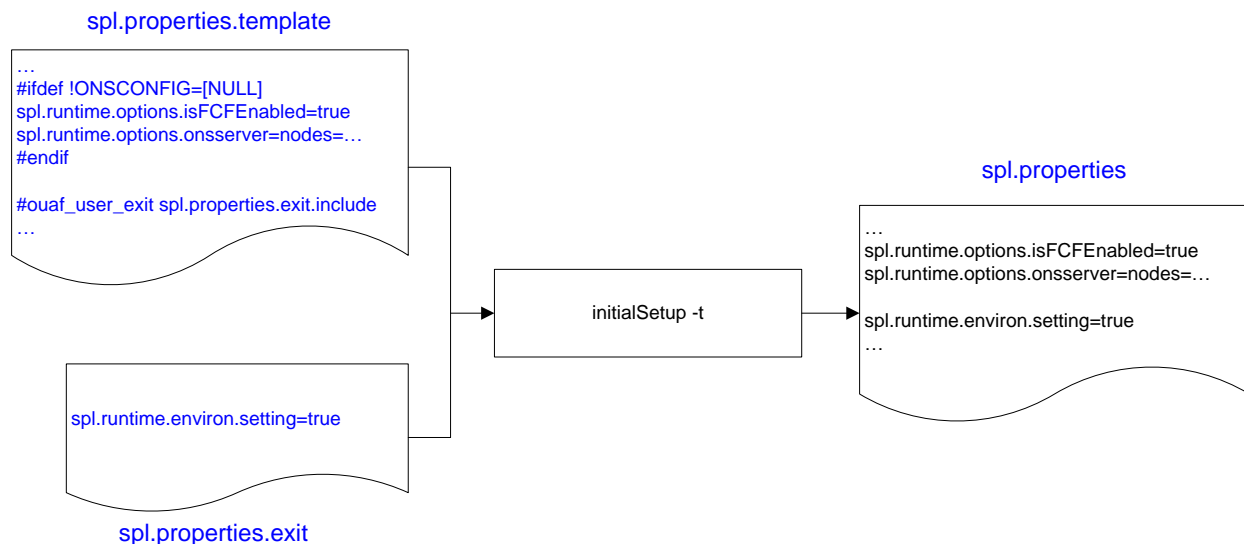 spl.properties.template
…
#ifdef !ONSCONFIG=[NULL]
spl.runtime.options.isFCFEnabled=true
spl.runtime.options.onsserver=nodes=…
#endif
#ouaf_user_exit spl.properties.exit.include
…
spl.runtime.environ.setting=true
spl.properties.exit
initialSetup -t
spl.properties
…
spl.runtime.options.isFCFEnabled=true
spl.runtime.options.onsserver=nodes=…
spl.runtime.environ.setting=true
…